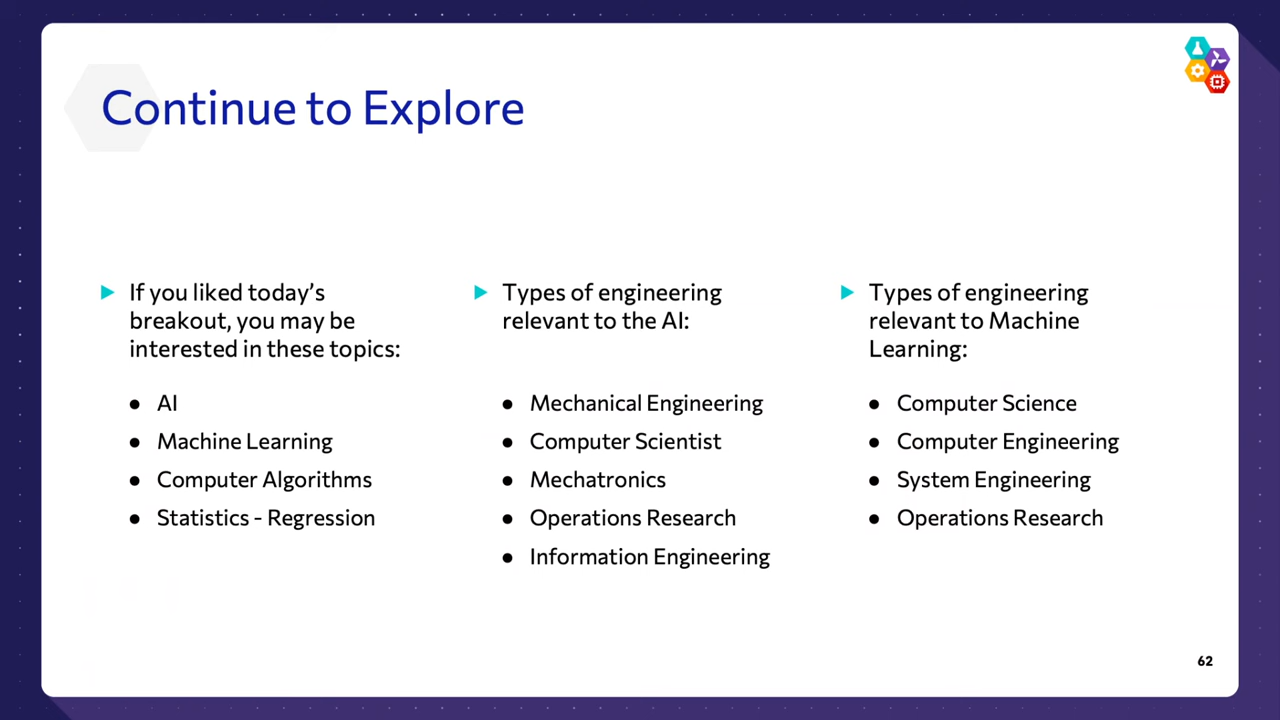 Continue to Explore
If you liked today's
breakout, you may be
interested in these topics:
● AI
● Machine Learning
● Computer Algorithms
● Statistics - Regression
Types of engineering
relevant to the AI:
● Mechanical Engineering
● Computer Scientist
● Mechatronics
● Operations Research
● Information Engineering
Types of engineering
relevant to Machine
Learning:
● Computer Science
● Computer Engineering
● System Engineering
● Operations Research
62